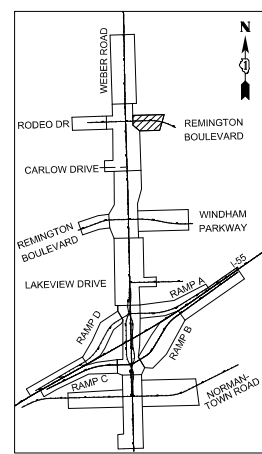 WEBER ROAD
N
1
RODEO DR
REMINGTON
BOULEVARD
CARLOW DRIVE
REMINGTON
BOULEVARD
WINDHAM
PARKWAY
LAKEVIEW DRIVE
I-55
RAMP A
RAMP D
RAMP B
RAMP C
NORMAN-
TOWN ROAD